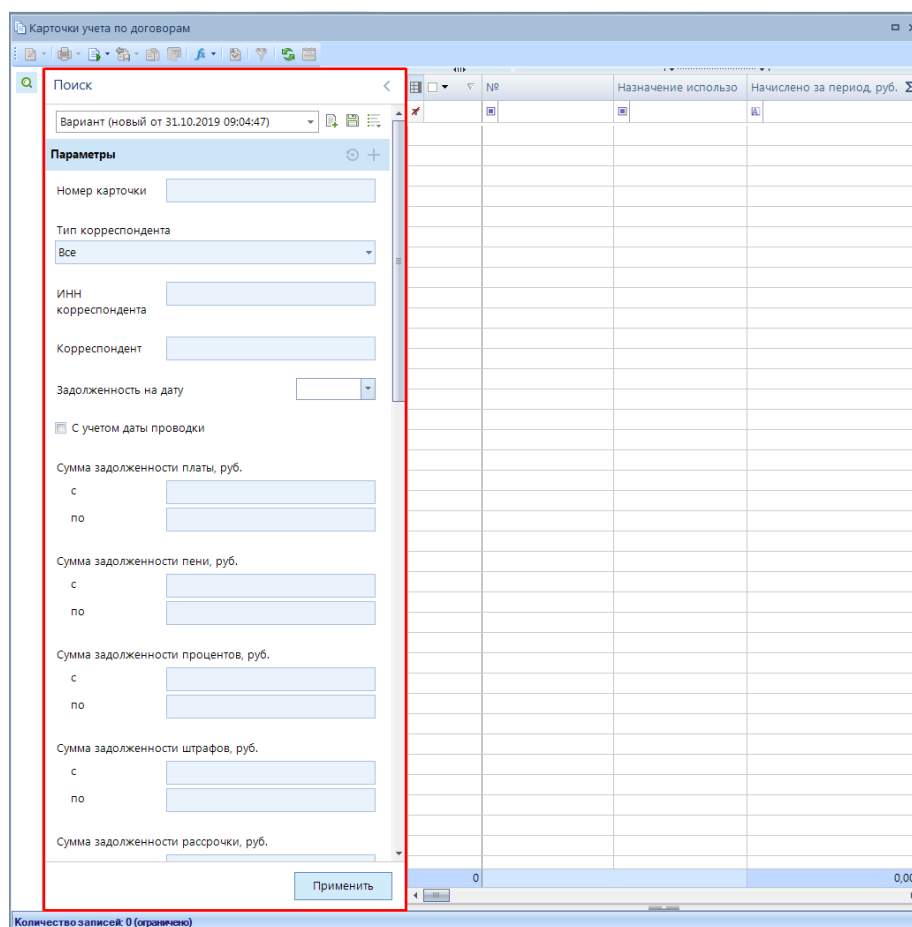 Карточки учета по договорам
Поиск
Вариант (новый от 31.10.2019 09:04:47)
Параметры
Номер карточки
Тип корреспондента
Все
ИНН
корреспондента
Корреспондент
Задолженность на дату
С учетом даты проводки
Сумма задолженности платы, руб.
с
по
Сумма задолженности пени, руб.
с
по
Сумма задолженности процентов, руб.
с
по
Сумма задолженности штрафов, руб.
с
по
Сумма задолженности рассрочки, руб.
Применить
№ Назначение использо Начислено за период, руб. Σ
0 0,00
Количество записей: 0 (ограничено)